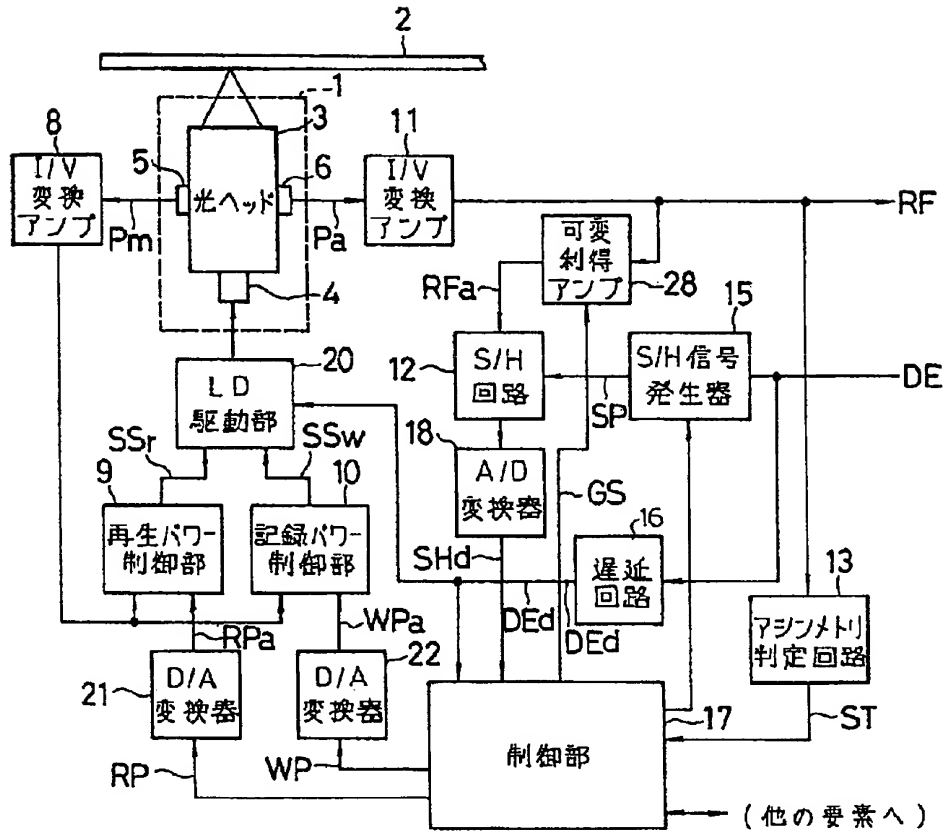 2
1
3
8
I/V
変換
アンプ
5
光ヘッド
6
11
I/V
変換
アンプ
RF
Pm
Pa
4
可変
利得
アンプ
28
RFa
15
20
LD
駆動部
12
S/H
回路
SP
S/H信号
発生器
DE
SSr
SSw
18
A/D
変換器
GS
9
再生パワー
制御部
10
記録パワー
制御部
SHd
16
遅延
回路
13
アシンメトリ
判定回路
DEd
DEd
RPa
WPa
21
D/A
変換器
22
D/A
変換器
17
制御部
ST
RP
WP
(他の要素へ)